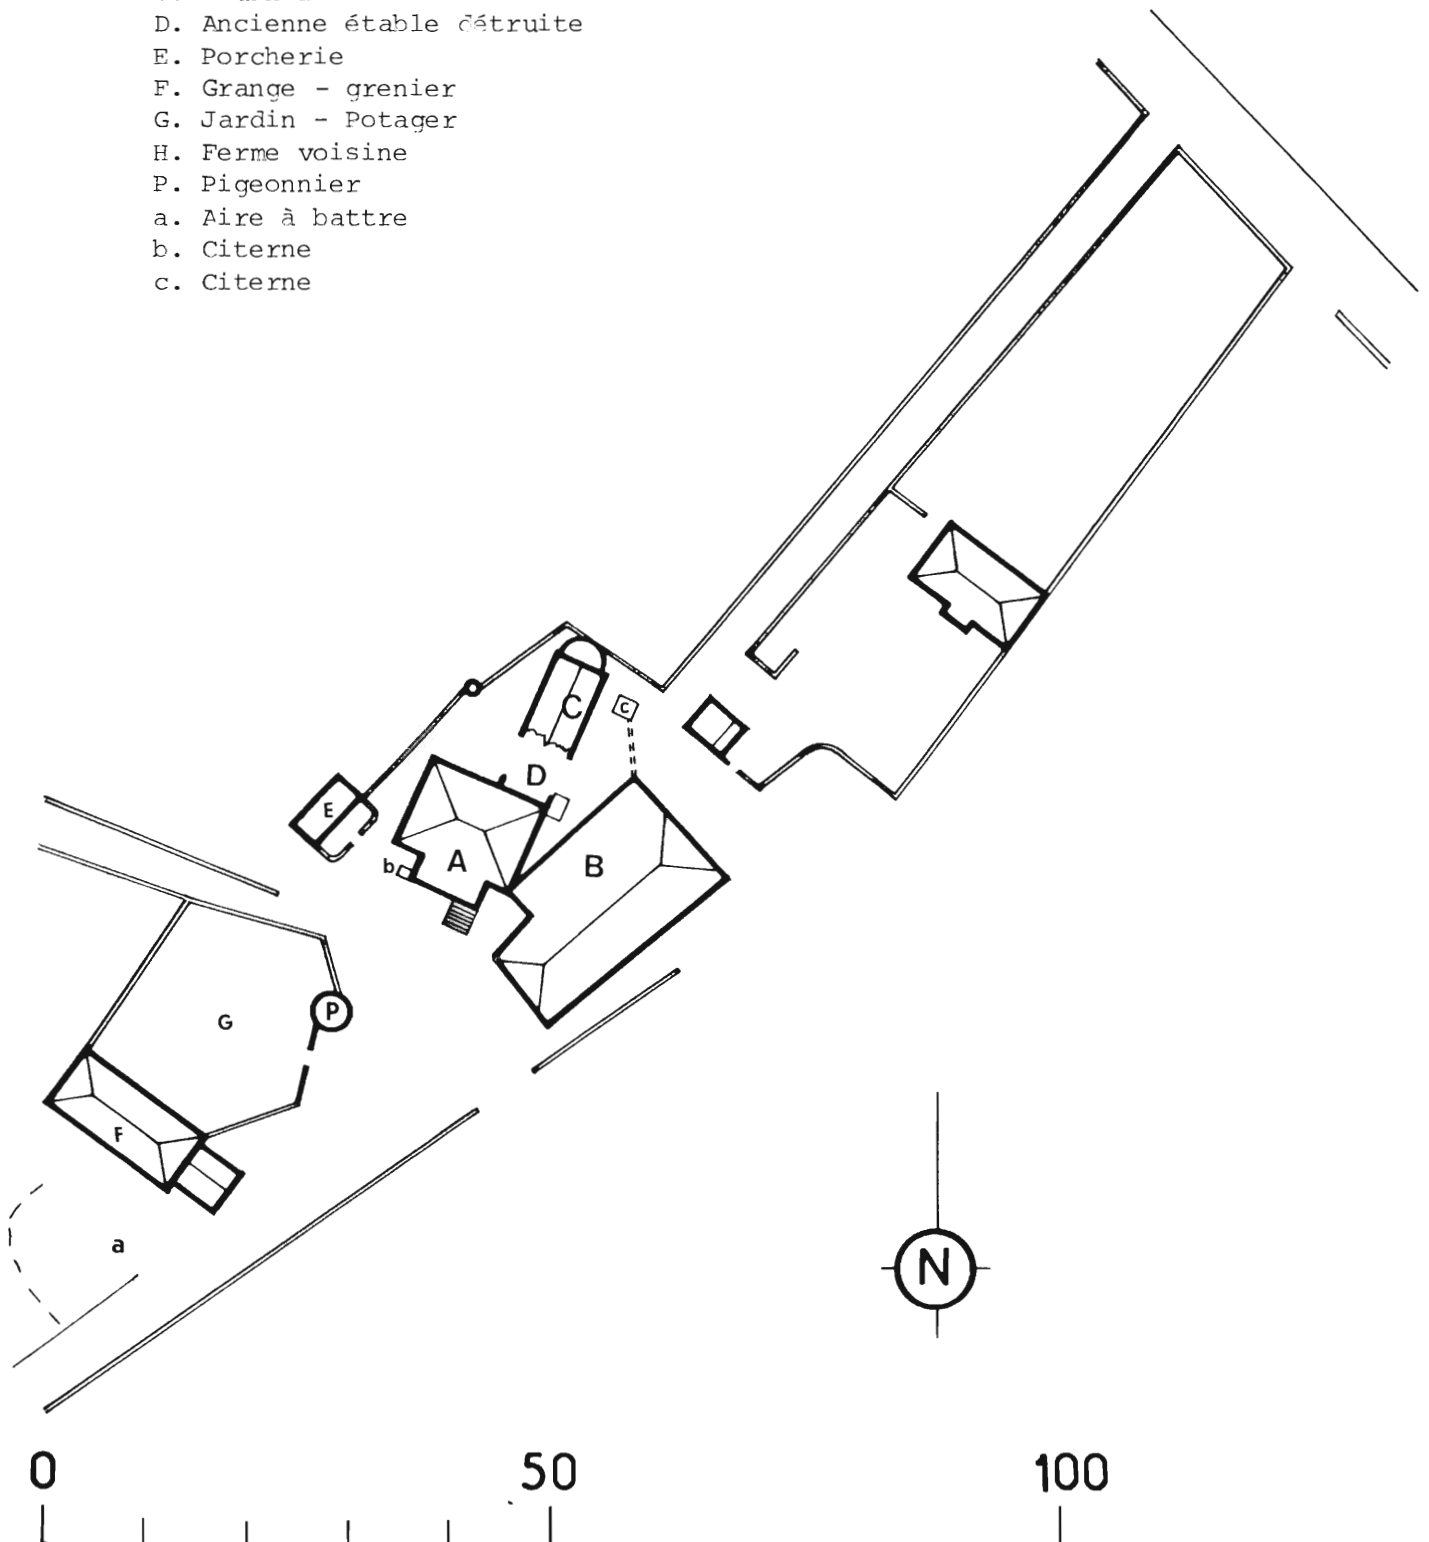 D. Ancienne étable détruite
E. Porcherie
F. Grange - grenier
G. Jardin - Potager
H. Ferme voisine
P. Pigeonnier
a. Aire à battre
b. Citerne
c. Citerne
C
c
D
E
A
b
B
P
G
F
a
N
0 50 100